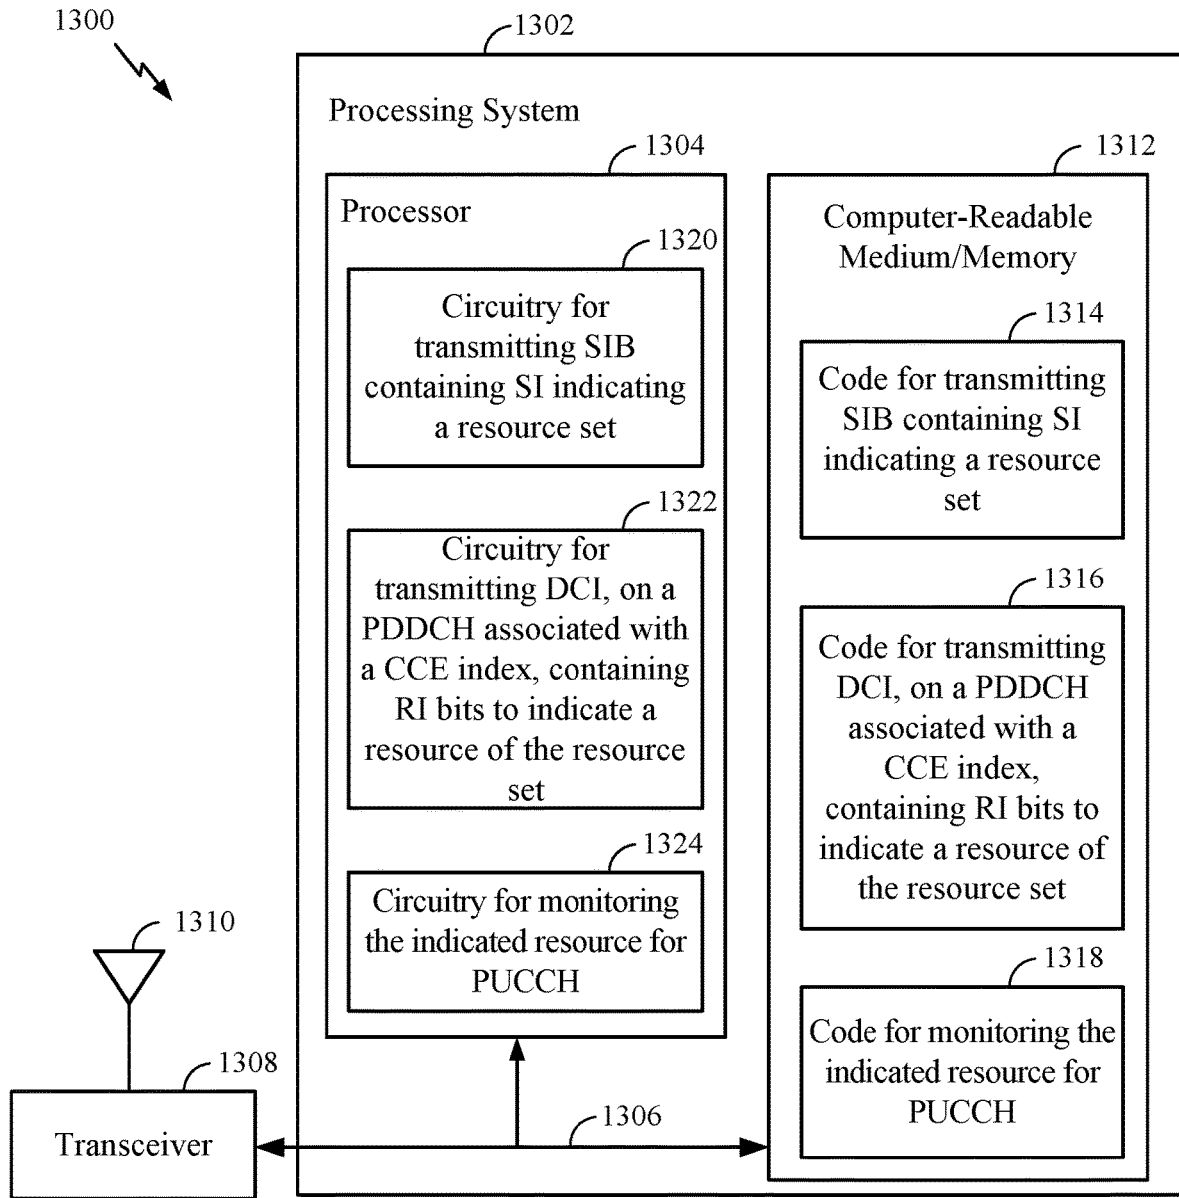 1300
1302
Processing System
1304
Processor
1320
Circuitry for
transmitting SIB
containing SI indicating
a resource set
1322
Circuitry for
transmitting DCI, on a
PDDCH associated with
a CCE index, containing
RI bits to indicate a
resource of the resource
set
1324
Circuitry for monitoring
the indicated resource for
PUCCH
1312
Computer-Readable
Medium/Memory
1314
Code for transmitting
SIB containing SI
indicating a resource
set
1316
Code for transmitting
DCI, on a PDDCH
associated with a
CCE index,
containing RI bits to
indicate a resource of
the resource set
1318
Code for monitoring the
indicated resource for
PUCCH
1310
1308
Transceiver
1306